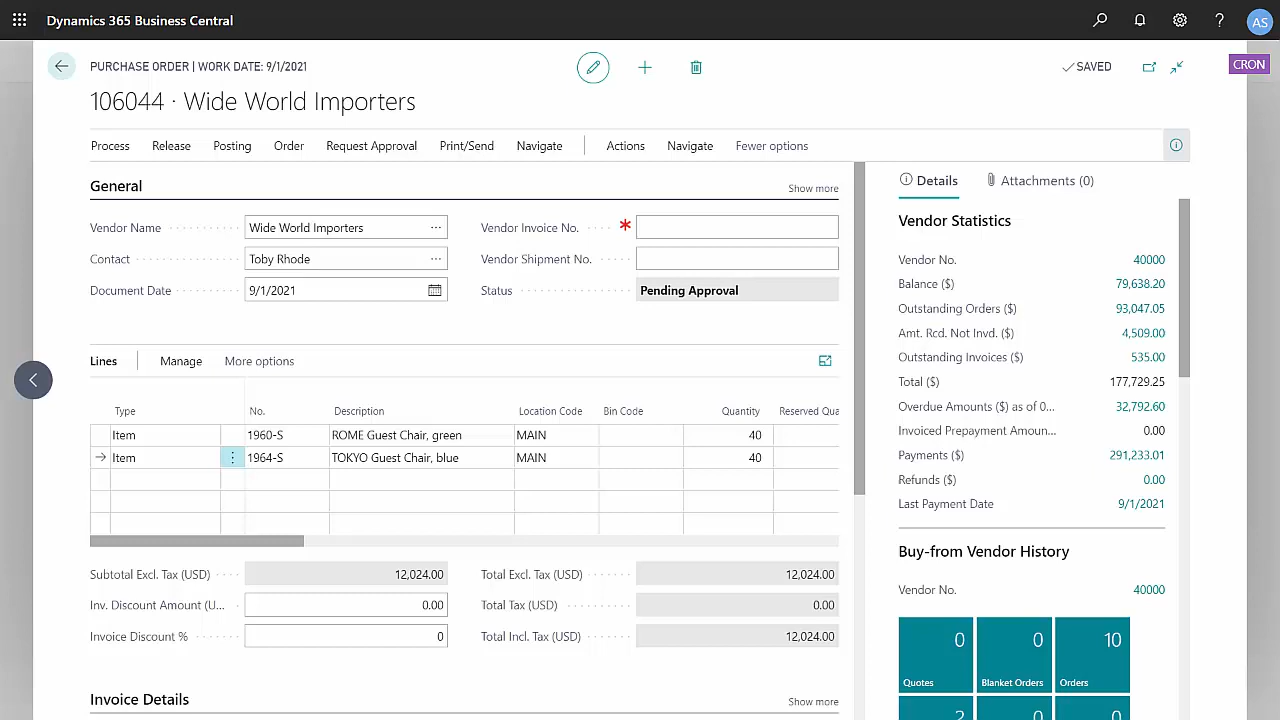 Dynamics 365 Business Central
?
AS
PURCHASE ORDER | WORK DATE: 9/1/2021
SAVED
CRON
106044 · Wide World Importers
Process Release Posting Order Request Approval Print/Send Navigate Actions Navigate Fewer options
General
Show more
Vendor Name Wide World Importers ···
Contact Toby Rhode ···
Document Date 9/1/2021
Vendor Invoice No. *
Vendor Shipment No.
Status Pending Approval
Lines Manage More options
Type No. Description Location Code Bin Code Quantity Reserved Qua
Item 1960-S ROME Guest Chair, green MAIN 40
Item 1964-S TOKYO Guest Chair, blue MAIN 40
Subtotal Excl. Tax (USD) 12,024.00
Inv. Discount Amount (U... 0.00
Invoice Discount % 0
Total Excl. Tax (USD) 12,024.00
Total Tax (USD) 0.00
Total Incl. Tax (USD) 12,024.00
Invoice Details
Show more
Details Attachments (0)
Vendor Statistics
Vendor No. 40000
Balance ($) 79,638.20
Outstanding Orders ($) 93,047.05
Amt. Rcd. Not Invd. ($) 4,509.00
Outstanding Invoices ($) 535.00
Total ($) 177,729.25
Overdue Amounts ($) as of 0... 32,792.60
Invoiced Prepayment Amoun... 0.00
Payments ($) 291,233.01
Refunds ($) 0.00
Last Payment Date 9/1/2021
Buy-from Vendor History
Vendor No. 40000
0 0 10
Quotes Blanket Orders Orders
2 0 0